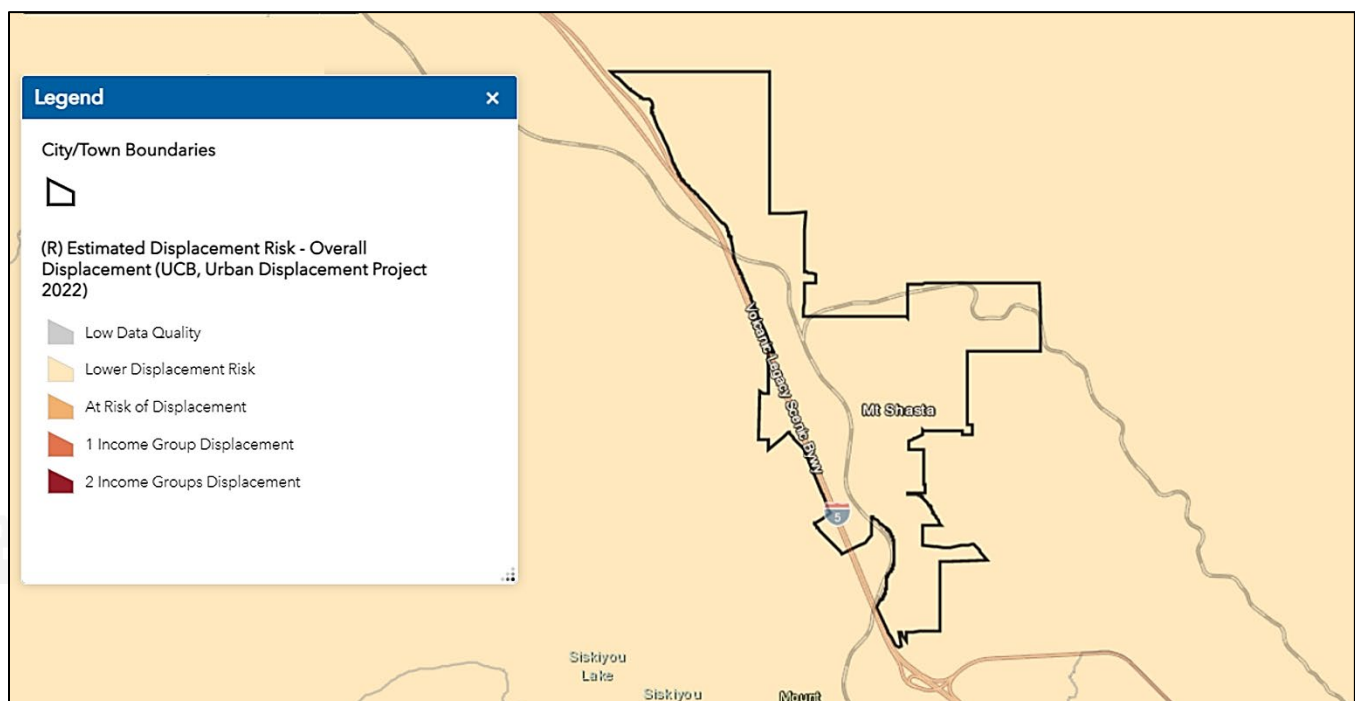 Legend
City/Town Boundaries
(R) Estimated Displacement Risk - Overall
Displacement (UCB, Urban Displacement Project
2022)
Low Data Quality
Lower Displacement Risk
At Risk of Displacement
1 Income Group Displacement
2 Income Groups Displacement
Volcanic Legacy Scenic Bywy
Mt Shasta
5
Siskiyou
Lake
Siskiyou
Mount